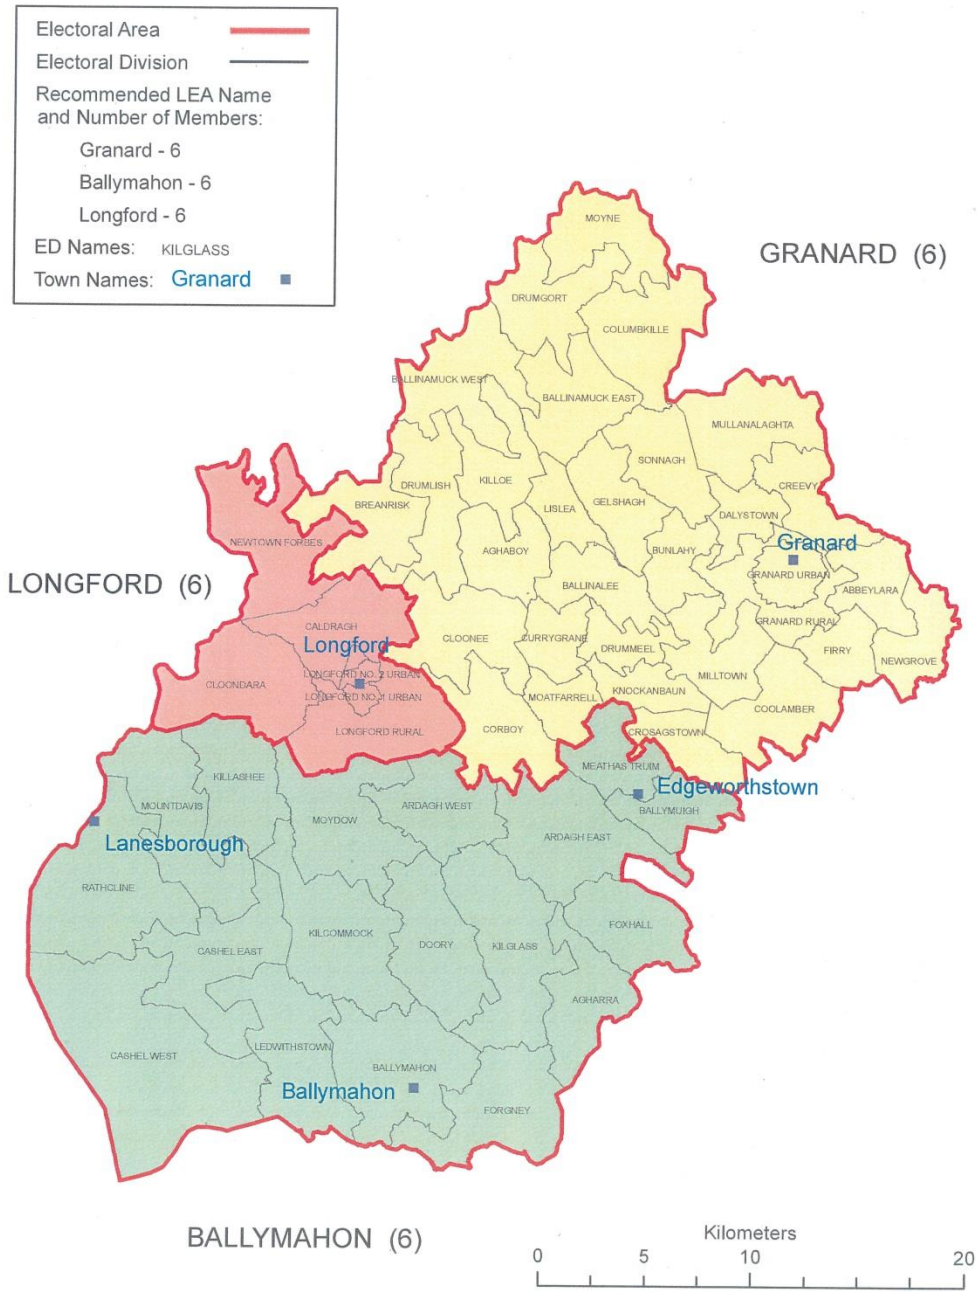 Electoral Area
Electoral Division
Recommended LEA Name
and Number of Members:
Granard - 6
Ballymahon - 6
Longford - 6
ED Names: KILGLASS
Town Names: Granard
MOYNE
GRANARD (6)
DRUMGORT
COLUMBKILLE
BALLINAMUCK WEST
BALLINAMUCK EAST
MULLANALAGHTA
SONNAGH
KILLOE
DRUMLISH
CREEVY
BREANRISK
GELSHAGH
LISLEA
DALYSTOWN
NEWTOWN FORBES
Granard
AGHABOY
BUNLAHY
GRANARD URBAN
LONGFORD (6)
BALLINALEE
ABBEYLARA
GRANARD RURAL
CALDRAGH
CLOONEE
CURRYGRANE
Longford
DRUMMEEL
FIRRY
NEWGROVE
LONGFORD NO. 2 URBAN
MILLTOWN
CLOONDARA
KNOCKANBAUN
LONGFORD NO. 1 URBAN
MOATFARRELL
COOLAMBER
CORBOY
LONGFORD RURAL
CROSAGSTOWN
MEATHAS TRUIM
KILLASHEE
Edgeworthstown
MOUNTDAVIS
ARDAGH WEST
BALLYMUIGH
MOYDOW
ARDAGH EAST
Lanesborough
RATHCLINE
FOXHALL
KILCOMMOCK
DOORY
KILGLASS
CASHEL EAST
AGHARRA
LEDWITHSTOWN
CASHEL WEST
BALLYMAHON
Ballymahon
FORGNEY
BALLYMAHON (6)
Kilometers
0 5 10 20